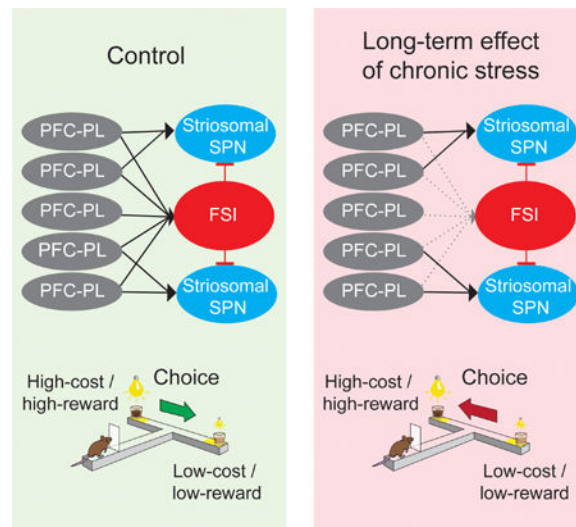 Control
PFC-PL
PFC-PL
PFC-PL
PFC-PL
PFC-PL
Striosomal
SPN
FSI
Striosomal
SPN
High-cost /
high-reward
Choice
Low-cost /
low-reward
Long-term effect
of chronic stress
PFC-PL
PFC-PL
PFC-PL
PFC-PL
PFC-PL
Striosomal
SPN
FSI
Striosomal
SPN
High-cost /
high-reward
Choice
Low-cost /
low-reward